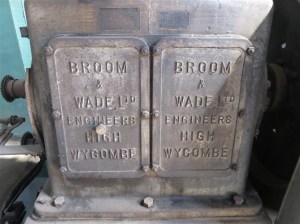 BROOM
&
WADE LTD
ENGINEERS
HIGH
WYCOMBE
BROOM
&
WADE LTD
ENGINEERS
HIGH
WYCOMBE